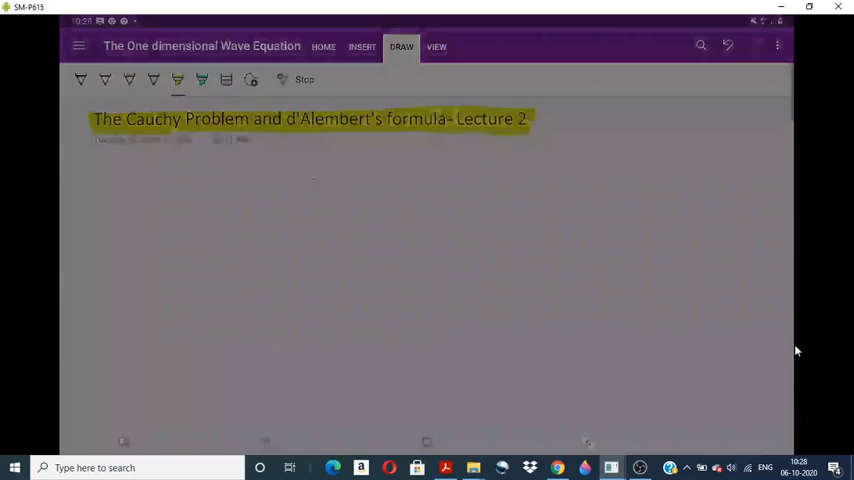 SM-P615
10:28
The One dimensional Wave Equation HOME INSERT DRAW VIEW
Stop
The Cauchy Problem and d'Alembert's formula- Lecture 2
Type here to search
ENG
10:28
06-10-2020
4